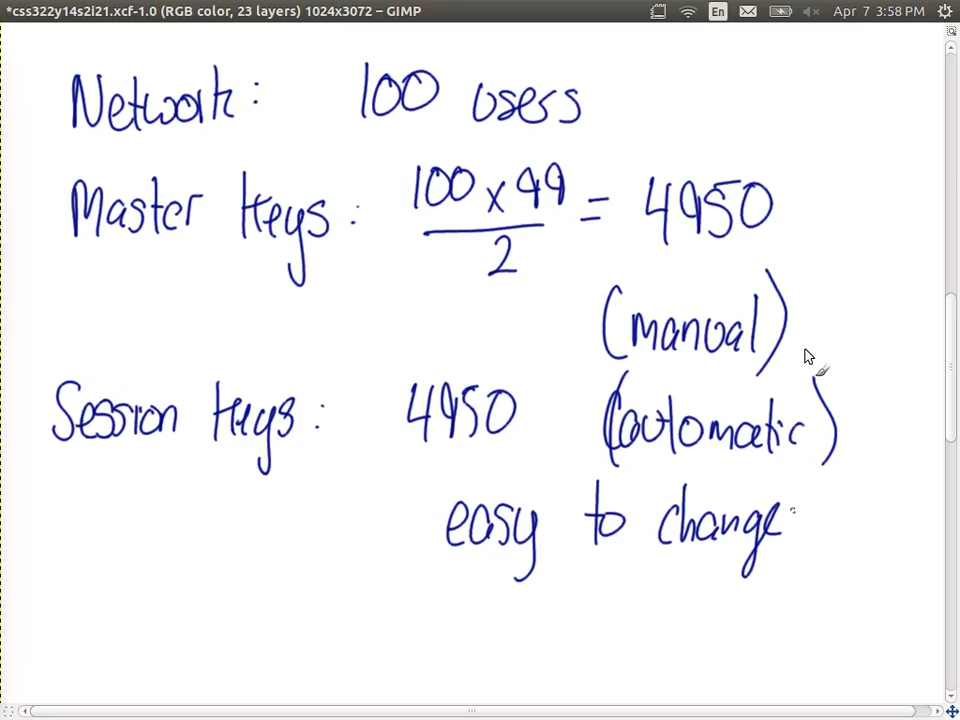 *css322y14s2i21.xcf-1.0 (RGB color, 23 layers) 1024x3072 – GIMP En Apr 7 3:58 PM
Network: 100 users
Master Keys: 100 x 99 / 2 = 4950
(manual)
Session Keys: 4950 (automatic)
easy to change